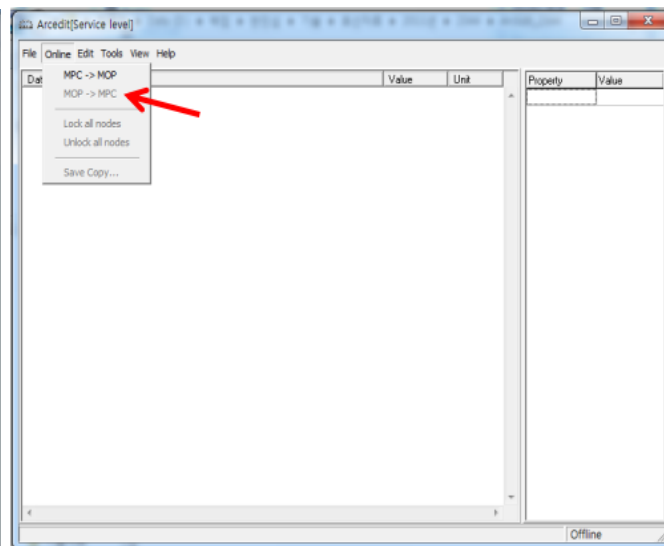 Arcedit[Service level]
File Online Edit Tools View Help
MPC -> MOP
MOP -> MPC
Lock all nodes
Unlock all nodes
Save Copy...
Value Unit
Property Value
Offline